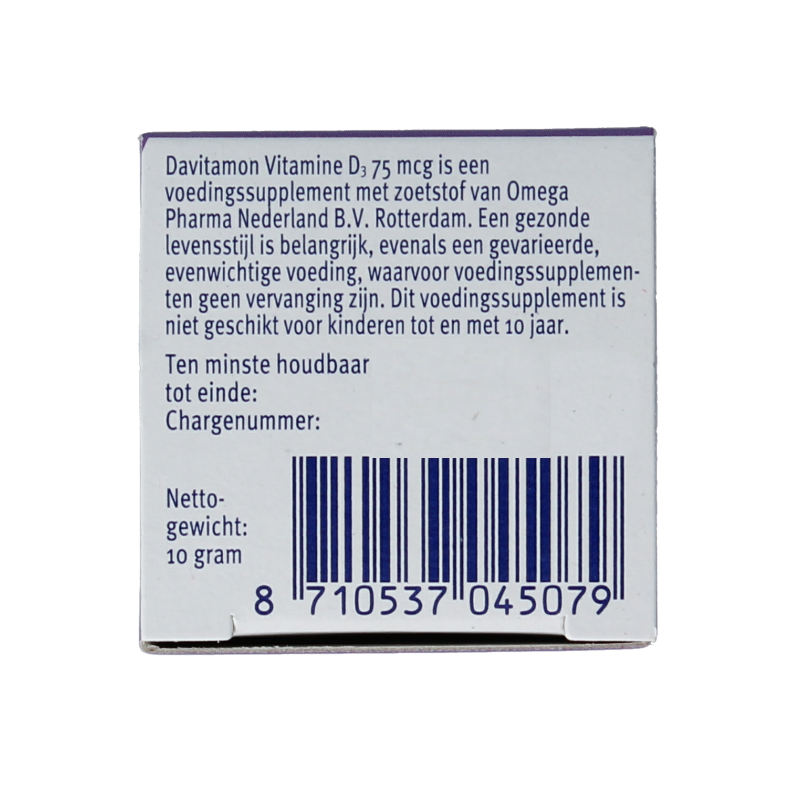 Davitamon Vitamine D₃ 75 mcg is een
voedingssupplement met zoetstof van Omega
Pharma Nederland B.V. Rotterdam. Een gezonde
levensstijl is belangrijk, evenals een gevarieerde,
evenwichtige voeding, waarvoor voedingssupplemen-
ten geen vervanging zijn. Dit voedingssupplement is
niet geschikt voor kinderen tot en met 10 jaar.
Ten minste houdbaar
tot einde:
Chargenummer:
Netto-
gewicht:
10 gram
8 710537 045079